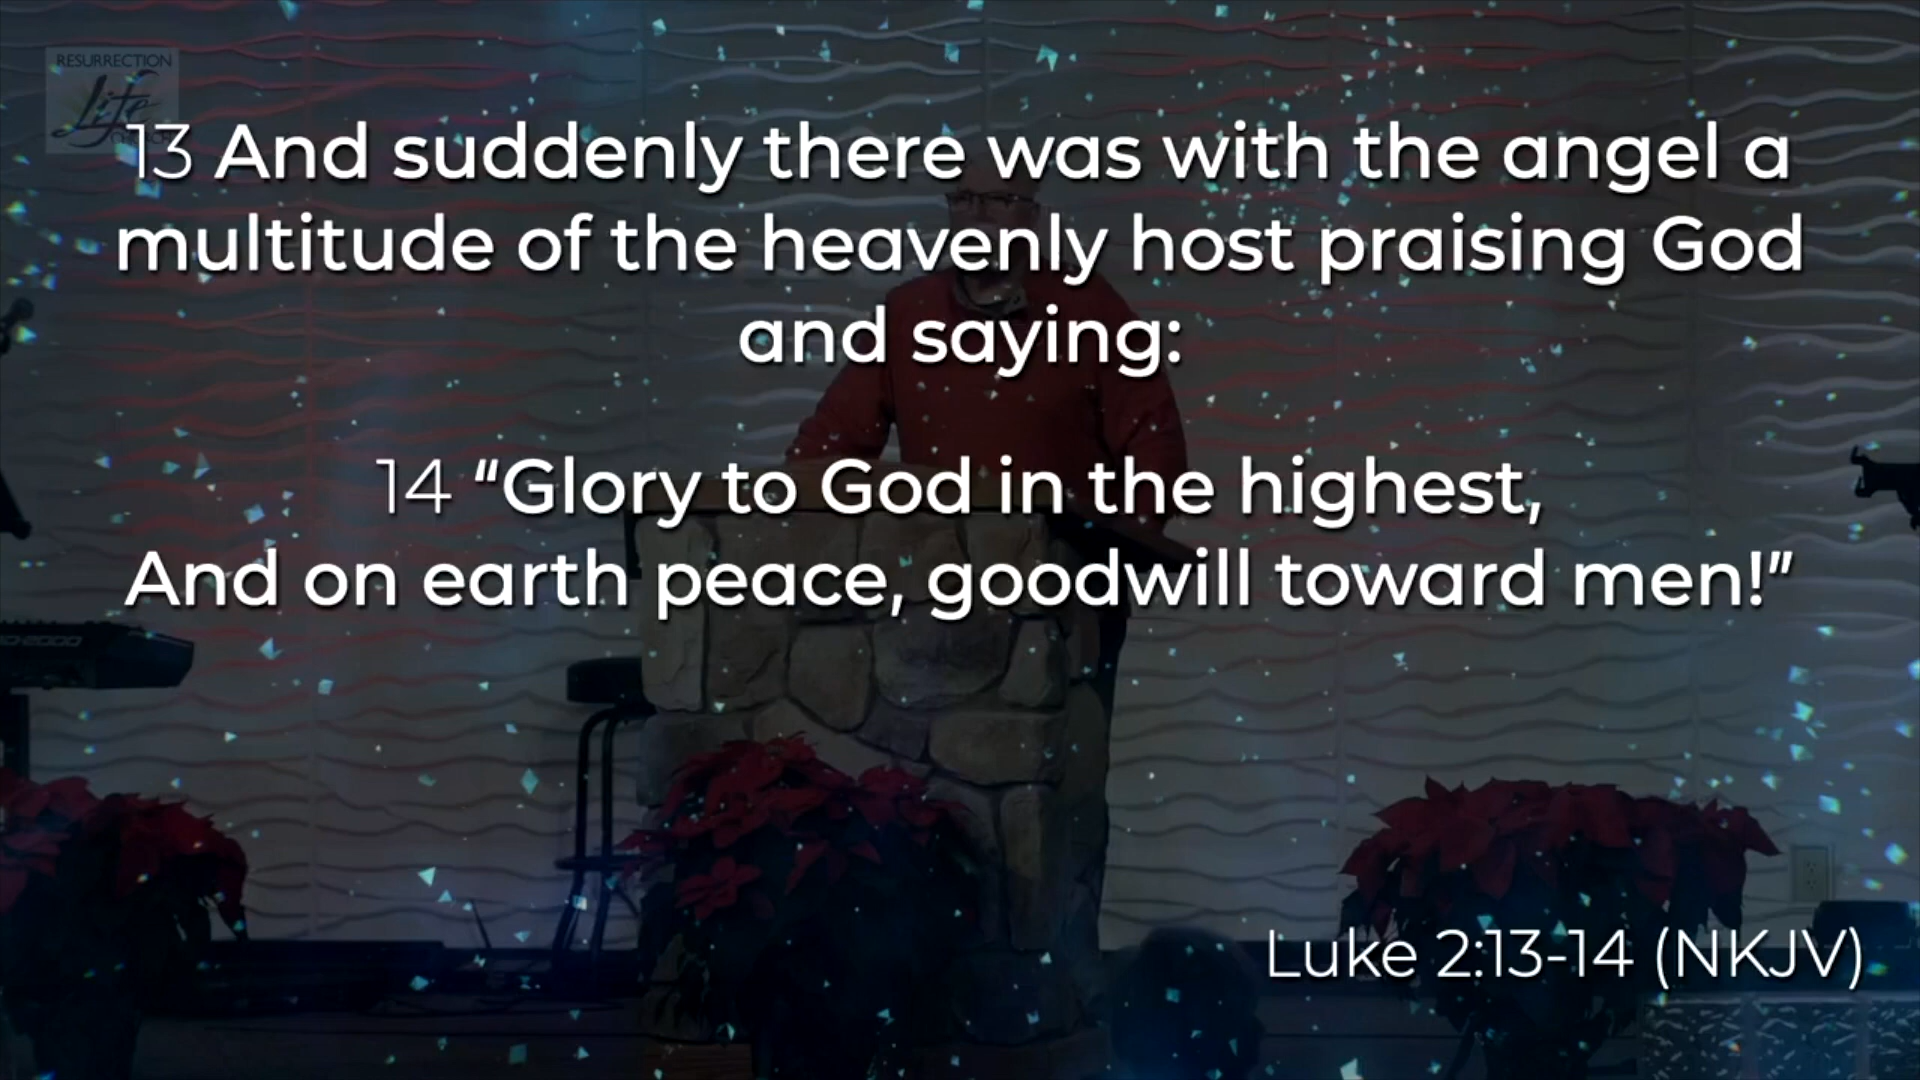 RESURRECTION
Life
13 And suddenly there was with the angel a
multitude of the heavenly host praising God
and saying:
14 “Glory to God in the highest,
And on earth peace, goodwill toward men!”
Luke 2:13-14 (NKJV)